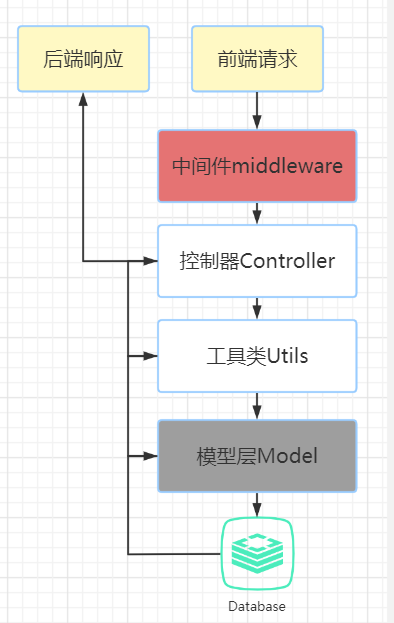 后端响应
前端请求
中间件middleware
控制器Controller
工具类Utils
模型层Model
Database